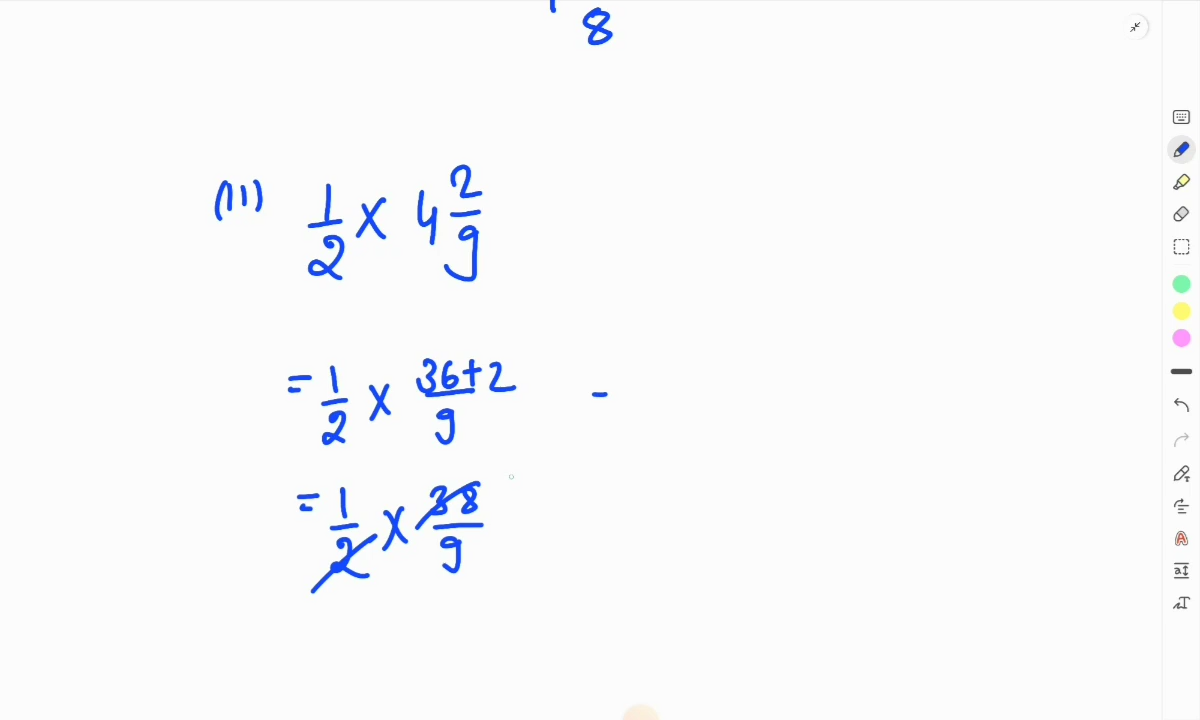 8
(11) 1/2 × 4 2/9
= 1/2 × 36+2/9 -
= 1/2 × 38/9